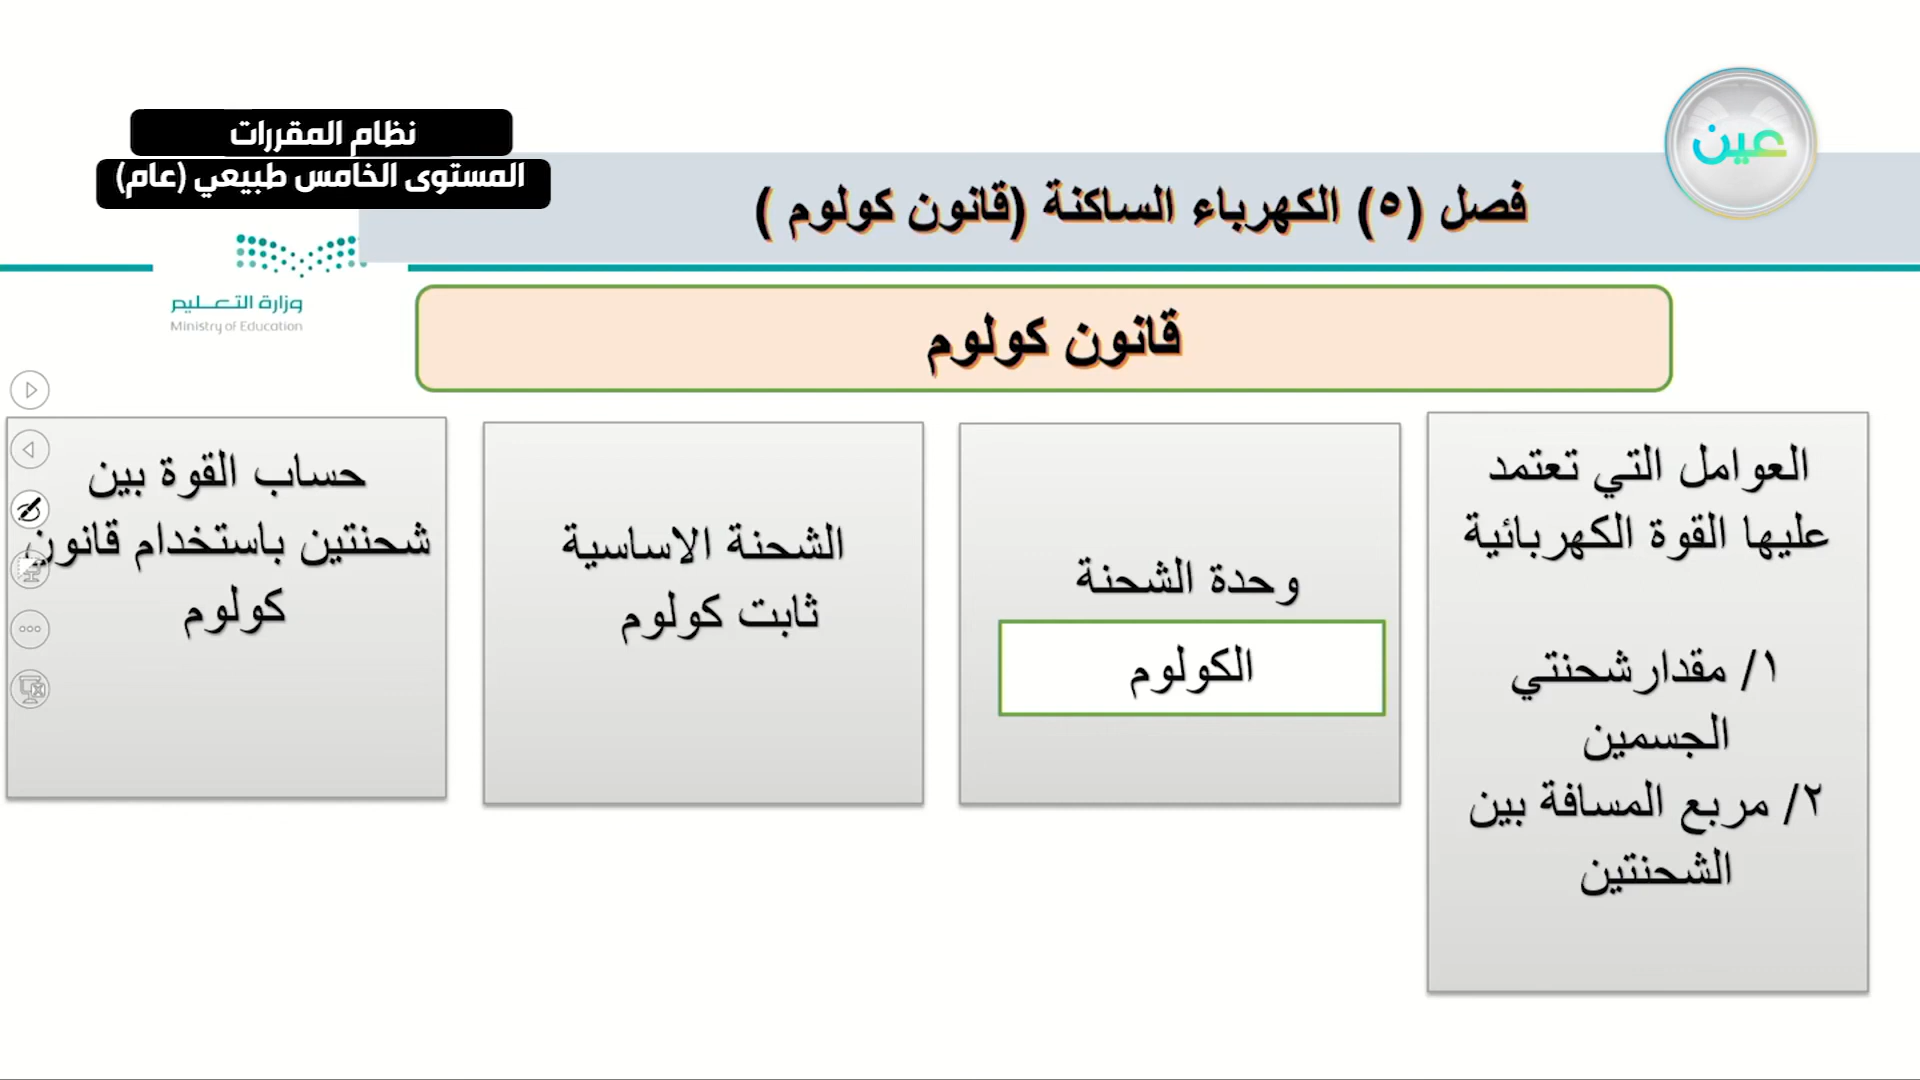 نظام المقررات
المستوى الخامس طبيعي (عام)
عين
فصل (٥) الكهرباء الساكنة (قانون كولوم )
وزارة التعليم
Ministry of Education
قانون كولوم
العوامل التي تعتمد
عليها القوة الكهربائية
١/ مقدار شحنتي
الجسمين
٢/ مربع المسافة بين
الشحنتين
وحدة الشحنة
الكولوم
الشحنة الاساسية
ثابت كولوم
حساب القوة بين
شحنتين باستخدام قانون
كولوم